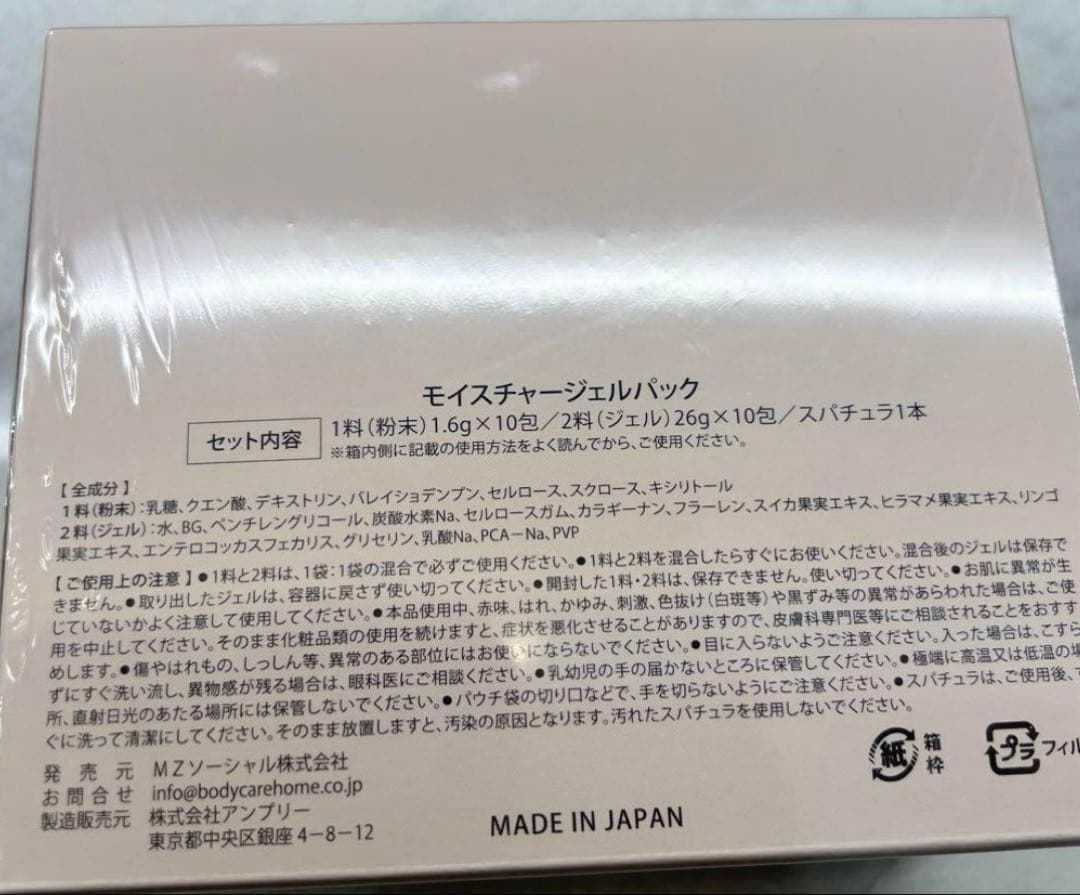 モイスチャージェルパック
セット内容
1料(粉末)1.6g×10包/2料(ジェル)26g×10包/スパチュラ1本
※箱内側に記載の使用方法をよく読んでから、ご使用ください。
【全成分】
1料(粉末):乳糖、クエン酸、デキストリン、バレイショデンプン、セルロース、スクロース、キシリトール
2料(ジェル):水、BG、ペンチレングリコール、炭酸水素Na、セルロースガム、カラギーナン、フラーレン、スイカ果実エキス、ヒラマメ果実エキス、リンゴ
果実エキス、エンテロコッカスフェカリス、グリセリン、乳酸Na、PCA-Na、PVP
【ご使用上の注意】●1料と2料は、1袋:1袋の混合で必ずご使用ください。●1料と2料を混合したらすぐにお使いください。混合後のジェルは保存で
きません。●取り出したジェルは、容器に戻さず使い切ってください。●開封した1料・2料は、保存できません。使い切ってください。●お肌に異常が生
じていないかよく注意して使用してください。●本品使用中、赤味、はれ、かゆみ、刺激、色抜け(白斑等)や黒ずみ等の異常があらわれた場合は、ご使
用を中止してください。そのまま化粧品類の使用を続けますと、症状を悪化させることがありますので、皮膚科専門医等にご相談されることをおすす
めします。●傷やはれもの、しっしん等、異常のある部位にはお使いにならないでください。●目に入らないようご注意ください。入った場合は、こすら
ずにすぐ洗い流し、異物感が残る場合は、眼科医にご相談ください。●乳幼児の手の届かないところに保管してください。●極端に高温又は低温の場
所、直射日光のあたる場所には保管しないでください。●パウチ袋の切り口などで、手を切らないようにご注意ください。●スパチュラは、ご使用後、す
ぐに洗って清潔にしてください。そのまま放置しますと、汚染の原因となります。汚れたスパチュラを使用しないでください。
発売元 MZソーシャル株式会社
お問合せ info@bodycarehome.co.jp
製造販売元 株式会社アンプリー
東京都中央区銀座4-8-12
MADE IN JAPAN
紙 箱枠
プラ フィル